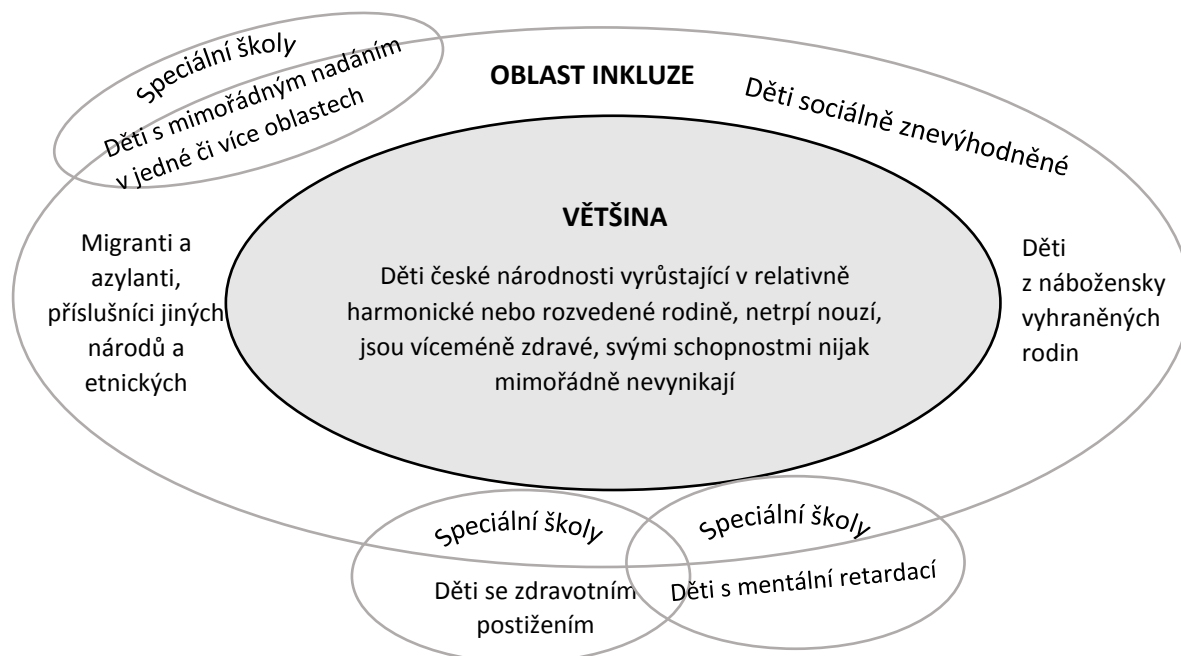 Speciální školy
Děti s mimořádným nadáním
v jedné či více oblastech
OBLAST INKLUZE
Děti sociálně znevýhodněné
VĚTŠINA
Děti české národnosti vyrůstající v relativně
harmonické nebo rozvedené rodině, netrpí nouzí,
jsou víceméně zdravé, svými schopnostmi nijak
mimořádně nevynikají
Migranti a
azylanti,
příslušníci jiných
národů a
etnických
Děti
z nábožensky
vyhraněných
rodin
Speciální školy
Děti se zdravotním
postižením
Speciální školy
Děti s mentální retardací